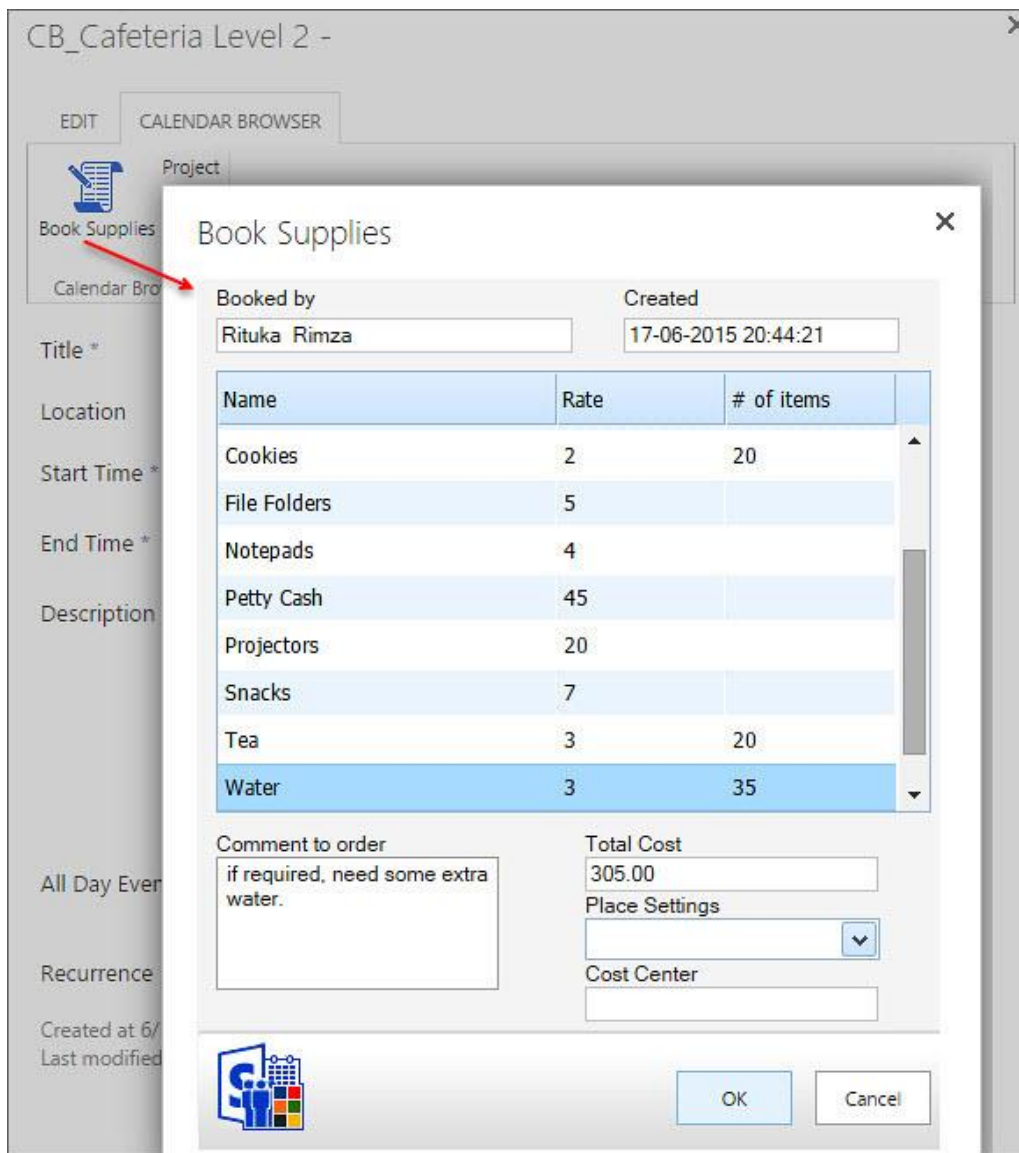 CB_Cafeteria Level 2 -
EDIT CALENDAR BROWSER
Project
Book Supplies
Calendar Bro
Title *
Location
Start Time *
End Time *
Description
All Day Even
Recurrence
Created at 6/
Last modified
Book Supplies
Booked by Created
Rituka Rimza 17-06-2015 20:44:21
Name Rate # of items
Cookies 2 20
File Folders 5
Notepads 4
Petty Cash 45
Projectors 20
Snacks 7
Tea 3 20
Water 3 35
Comment to order
if required, need some extra
water.
Total Cost
305.00
Place Settings
Cost Center
OK Cancel